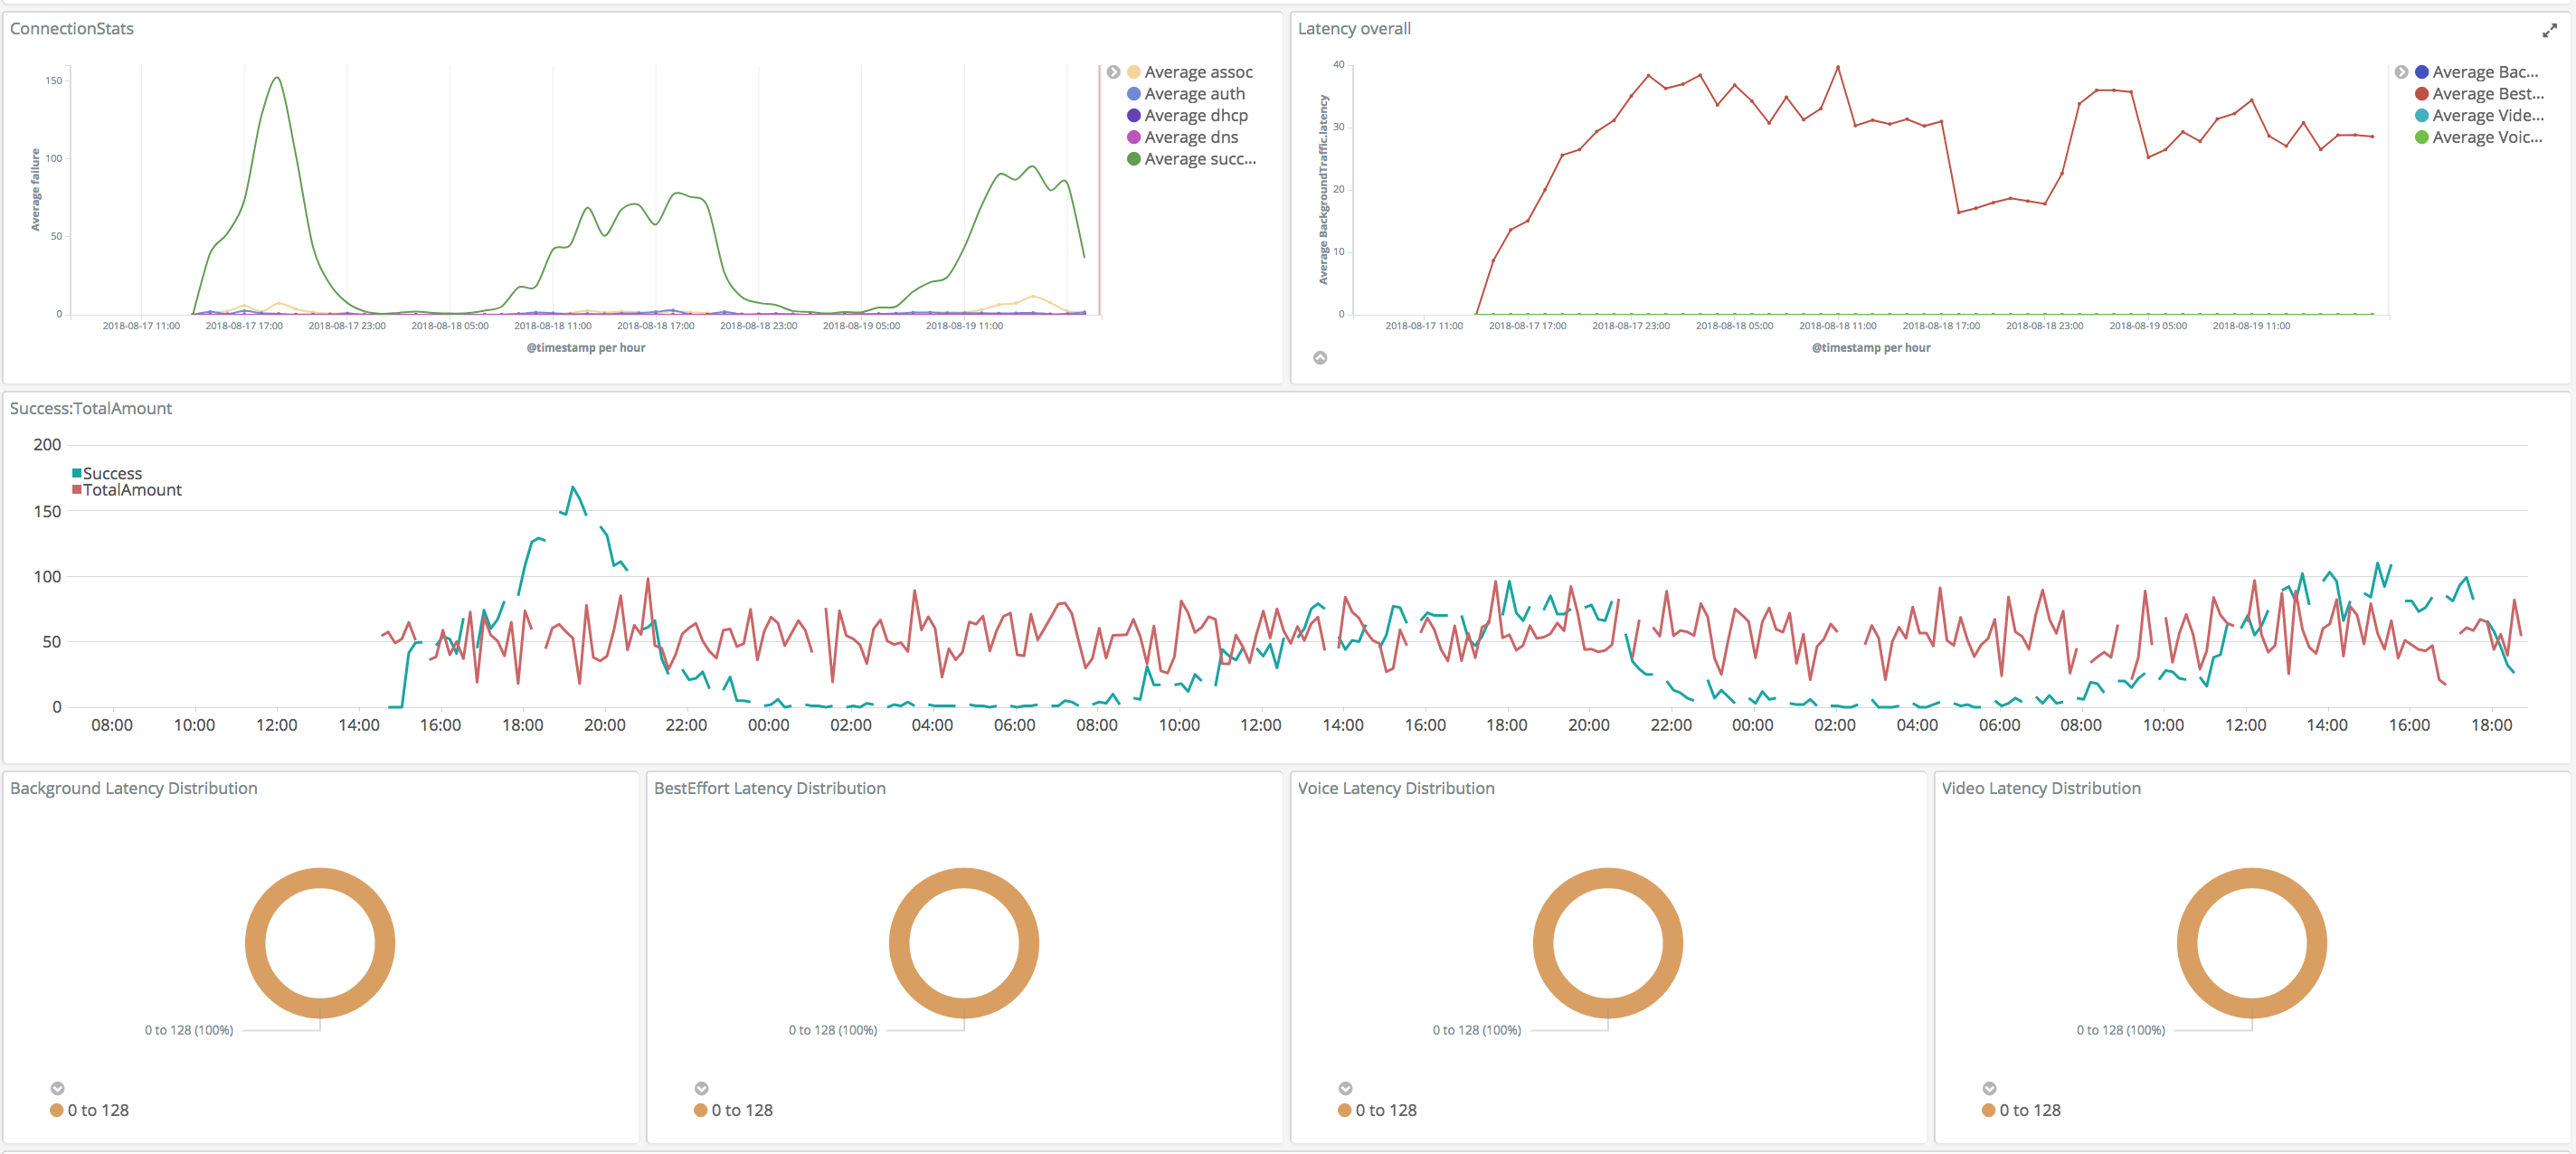 ConnectionStats
Average failure
150
100
50
0
2018-08-17 11:00 2018-08-17 17:00 2018-08-17 23:00 2018-08-18 05:00 2018-08-18 11:00 2018-08-18 17:00 2018-08-18 23:00 2018-08-19 05:00 2018-08-19 11:00
@timestamp per hour
Average assoc
Average auth
Average dhcp
Average dns
Average succ...
Latency overall
Average BackgroundTraffic.latency
40
30
20
10
0
2018-08-17 11:00 2018-08-17 17:00 2018-08-17 23:00 2018-08-18 05:00 2018-08-18 11:00 2018-08-18 17:00 2018-08-18 23:00 2018-08-19 05:00 2018-08-19 11:00
@timestamp per hour
Average Bac...
Average Best...
Average Vide...
Average Voic...
Success:TotalAmount
200
150
100
50
0
Success
TotalAmount
08:00 10:00 12:00 14:00 16:00 18:00 20:00 22:00 00:00 02:00 04:00 06:00 08:00 10:00 12:00 14:00 16:00 18:00 20:00 22:00 00:00 02:00 04:00 06:00 08:00 10:00 12:00 14:00 16:00 18:00
Background Latency Distribution
0 to 128 (100%)
0 to 128
BestEffort Latency Distribution
0 to 128 (100%)
0 to 128
Voice Latency Distribution
0 to 128 (100%)
0 to 128
Video Latency Distribution
0 to 128 (100%)
0 to 128